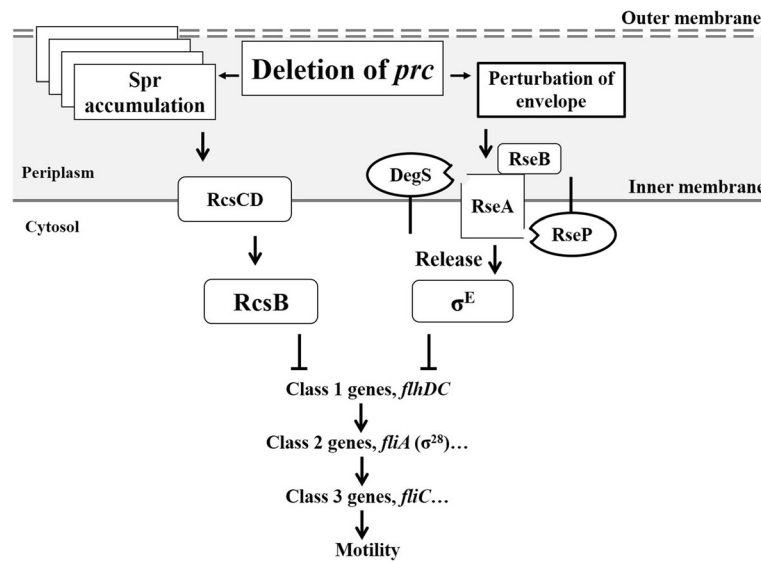 Outer membrane
Deletion of prc
Spr
accumulation
Perturbation of
envelope
RseB
Periplasm
DegS
Inner membrane
RcsCD
RseA
Cytosol
RseP
Release
RcsB
σᴱ
Class 1 genes, flhDC
Class 2 genes, fliA (σ²⁸)…
Class 3 genes, fliC…
Motility